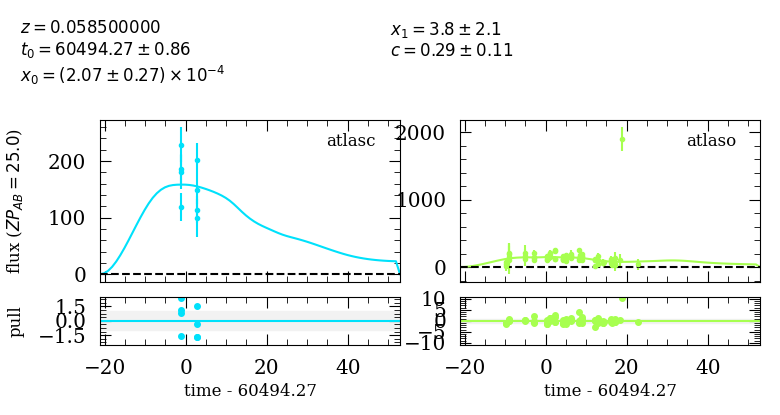 z = 0.058500000
t₀ = 60494.27 ± 0.86
x₀ = (2.07 ± 0.27) × 10⁻⁴
x₁ = 3.8 ± 2.1
c = 0.29 ± 0.11
flux (ZP_AB = 25.0)
200
100
0
atlasc
2000
1000
0
atlaso
pull
1.5
0.0
−1.5
10
5
0
−5
−10
−20 0 20 40
time - 60494.27
−20 0 20 40
time - 60494.27